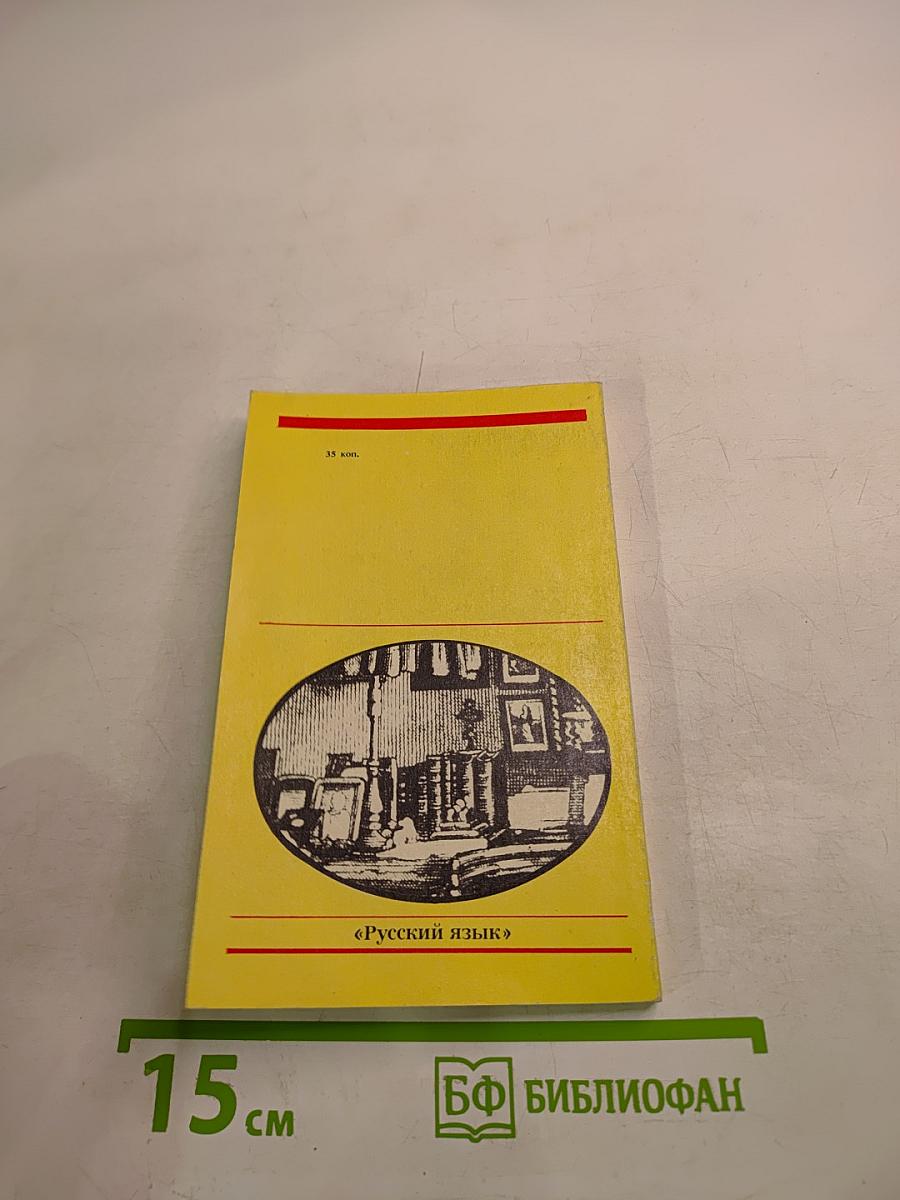 35 коп.
«Русский язык»
15 см
БФ БИБЛИОФАН